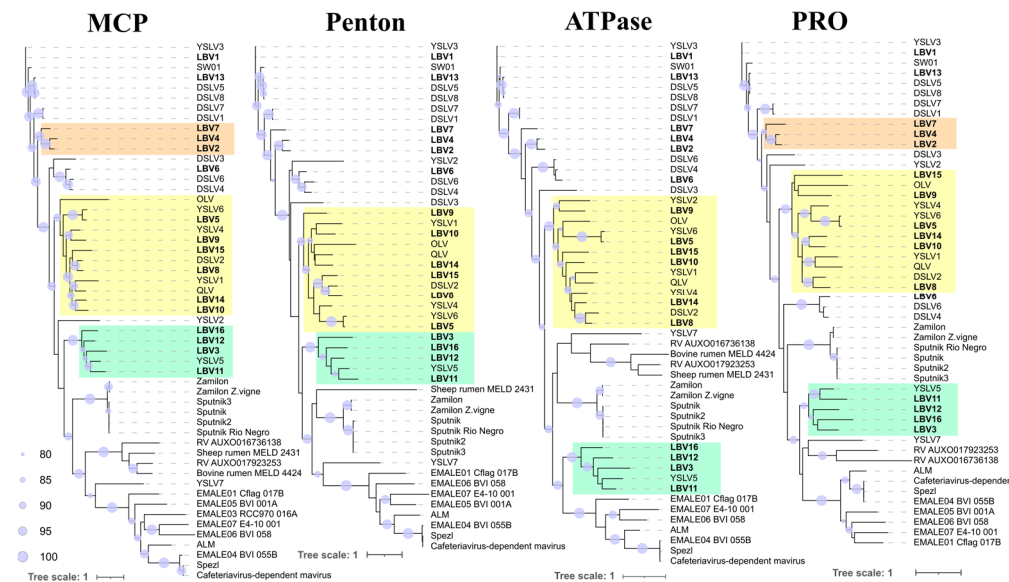 MCP
YSLV3
LBV1
SW01
LBV13
DSLV5
DSLV8
DSLV7
DSLV1
LBV7
LBV4
LBV2
DSLV3
LBV6
DSLV6
DSLV4
OLV
YSLV6
LBV5
YSLV4
LBV9
LBV15
DSLV2
LBV8
YSLV1
QLV
LBV14
LBV10
YSLV2
LBV16
LBV12
LBV3
YSLV5
LBV11
Zamilon
Zamilon Z.vigne
Sputnik3
Sputnik
Sputnik2
Sputnik Rio Negro
RV AUXO016736138
Sheep rumen MELD 2431
RV AUXO017923253
Bovine rumen MELD 4424
YSLV7
EMALE01 Cflag 017B
EMALE05 BVI 001A
EMALE03 RCC970 016A
EMALE07 E4-10 001
EMALE06 BVI 058
ALM
EMALE04 BVI 055B
Spezl
Cafeteriavirus-dependent mavirus
80
85
90
95
100
Tree scale: 1
Penton
YSLV3
LBV1
SW01
LBV13
DSLV5
DSLV8
DSLV7
DSLV1
LBV7
LBV4
LBV2
YSLV2
LBV6
DSLV6
DSLV4
DSLV3
LBV9
YSLV1
LBV10
OLV
QLV
LBV14
LBV15
DSLV2
LBV0
YSLV4
YSLV6
LBV5
LBV3
LBV16
LBV12
YSLV5
LBV11
Sheep rumen MELD 2431
Zamilon
Zamilon Z.vigne
Sputnik
Sputnik Rio Negro
Sputnik2
Sputnik3
YSLV7
EMALE01 Cflag 017B
EMALE06 BVI 058
EMALE07 E4-10 001
EMALE05 BVI 001A
ALM
EMALE04 BVI 055B
Spezl
Cafeteriavirus-dependent mavirus
Tree scale: 1
ATPase
YSLV3
LBV1
SW01
LBV13
DSLV5
DSLV8
DSLV1
DSLV7
LBV7
LBV4
LBV2
DSLV6
DSLV4
LBV6
DSLV3
YSLV2
LBV9
OLV
YSLV6
LBV5
LBV15
LBV10
YSLV1
QLV
YSLV4
LBV14
DSLV2
LBV8
YSLV7
RV AUXO016736138
Bovine rumen MELD 4424
RV AUXO017923253
Sheep rumen MELD 2431
Zamilon
Zamilon Z.vigne
Sputnik
Sputnik2
Sputnik Rio Negro
Sputnik3
LBV16
LBV12
LBV3
YSLV5
LBV11
EMALE01 Cflag 017B
EMALE07 E4-10 001
EMALE06 BVI 058
ALM
EMALE04 BVI 055B
Spezl
Cafeteriavirus-dependent mavirus
Tree scale: 1
PRO
YSLV3
LBV1
SW01
LBV13
DSLV5
DSLV8
DSLV7
DSLV1
LBV7
LBV4
LBV2
DSLV3
YSLV2
LBV15
OLV
LBV9
YSLV4
YSLV6
LBV5
LBV14
LBV10
YSLV1
QLV
DSLV2
LBV8
LBV6
DSLV6
DSLV4
Zamilon
Zamilon Z.vigne
Sputnik Rio Negro
Sputnik
Sputnik2
Sputnik3
YSLV5
LBV11
LBV12
LBV16
LBV3
YSLV7
RV AUXO017923253
RV AUXO016736138
ALM
Cafeteriavirus-depender
Spezl
EMALE04 BVI 055B
EMALE05 BVI 001A
EMALE06 BVI 058
EMALE07 E4-10 001
EMALE01 Cflag 017B
Tree scale: 1